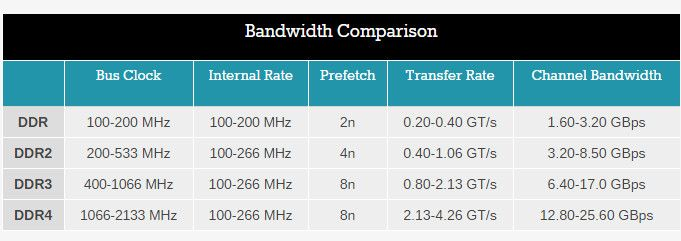 Bandwidth Comparison
Bus Clock Internal Rate Prefetch Transfer Rate Channel Bandwidth
DDR 100-200 MHz 100-200 MHz 2n 0.20-0.40 GT/s 1.60-3.20 GBps
DDR2 200-533 MHz 100-266 MHz 4n 0.40-1.06 GT/s 3.20-8.50 GBps
DDR3 400-1066 MHz 100-266 MHz 8n 0.80-2.13 GT/s 6.40-17.0 GBps
DDR4 1066-2133 MHz 100-266 MHz 8n 2.13-4.26 GT/s 12.80-25.60 GBps